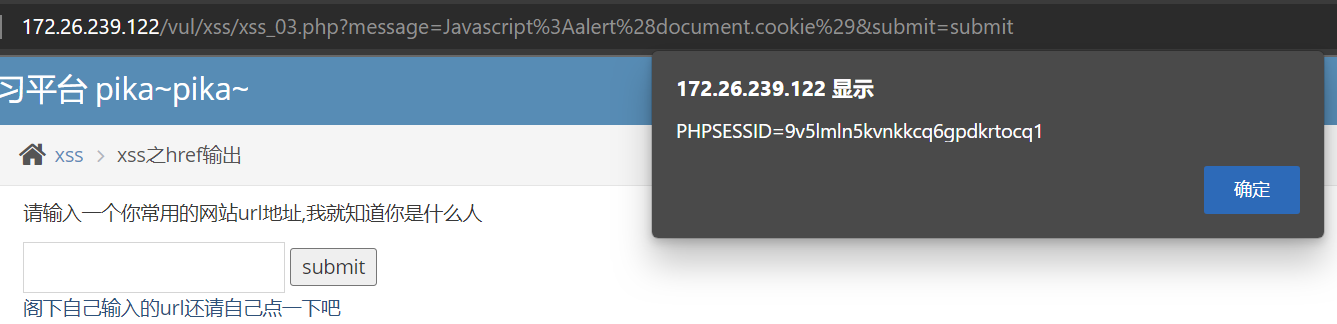 172.26.239.122/vul/xss/xss_03.php?message=Javascript%3Aalert%28document.cookie%29&submit=submit
习平台 pika~pika~
172.26.239.122 显示
PHPSESSID=9v5lmln5kvnkkcq6gpdkrtocq1
确定
xss > xss之href输出
请输入一个你常用的网站url地址,我就知道你是什么人
submit
阁下自己输入的url还请自己点一下吧